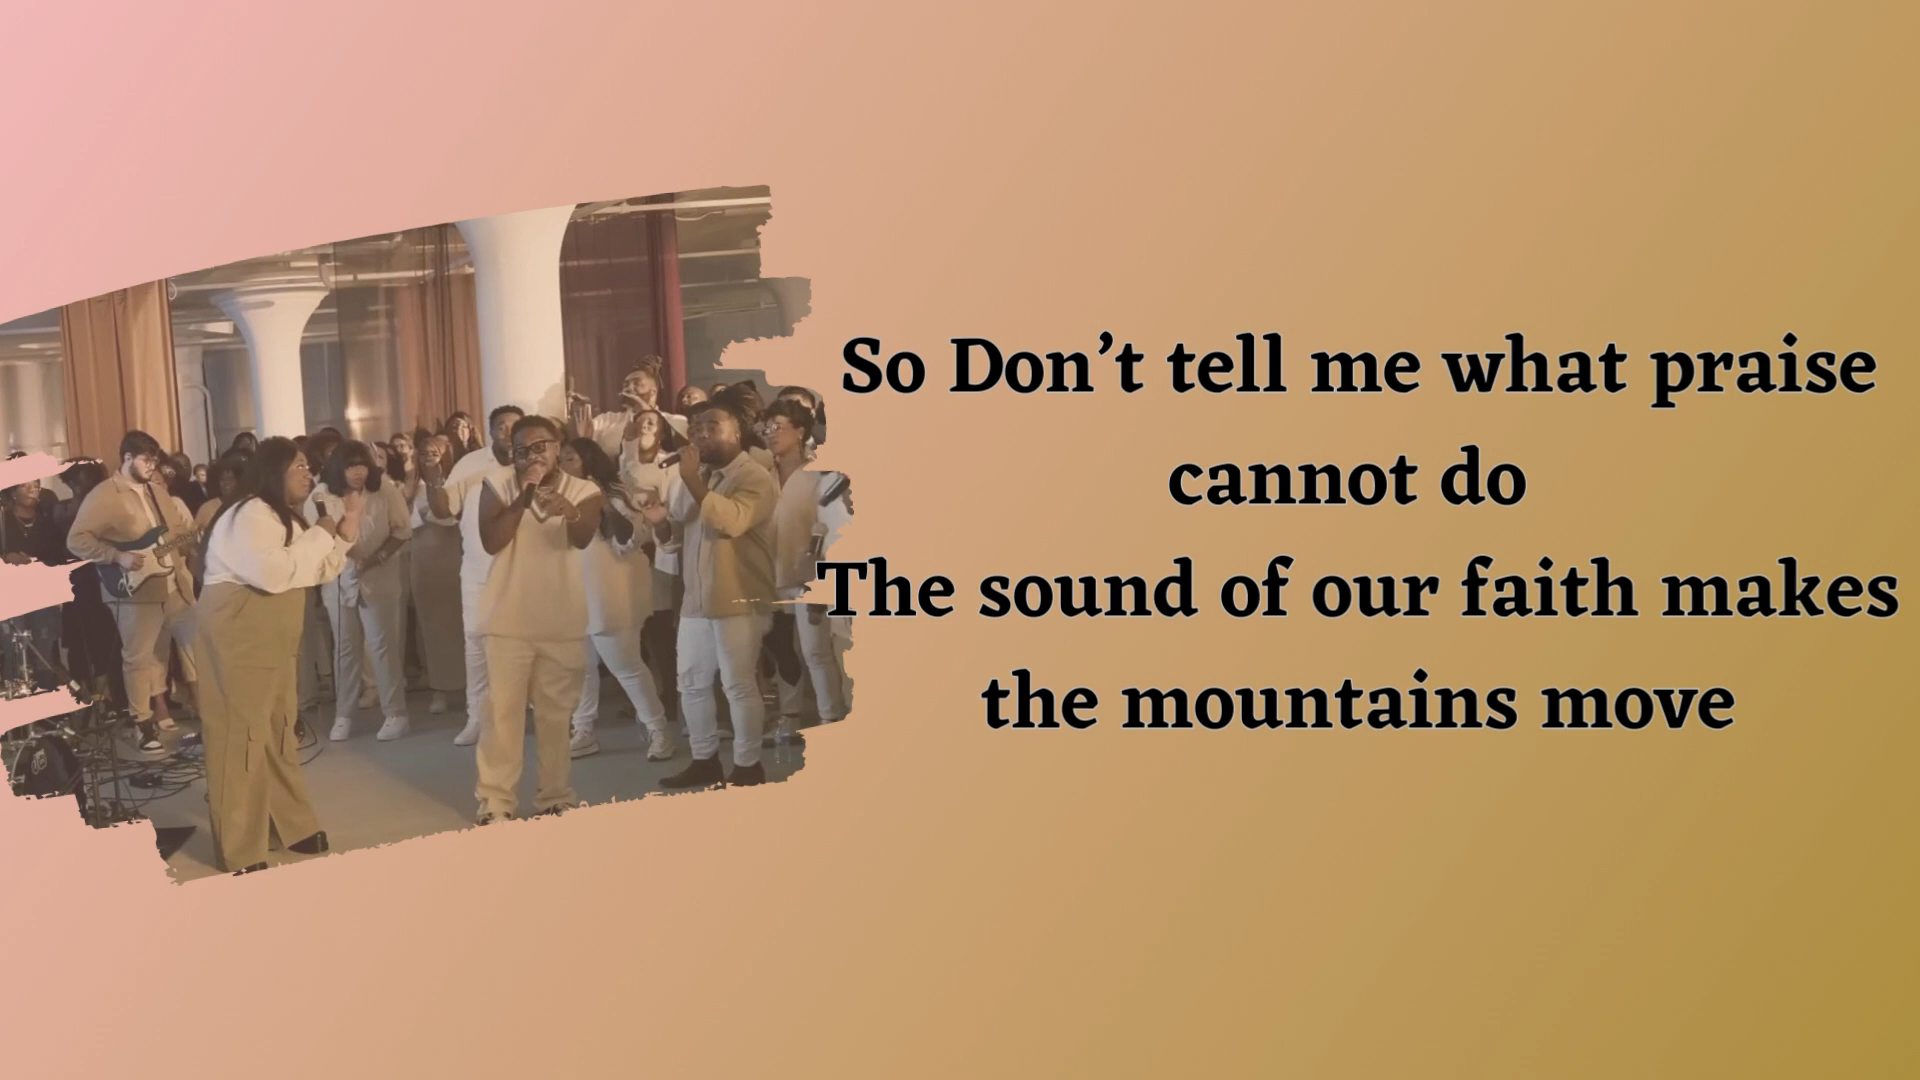 So Don’t tell me what praise
cannot do
The sound of our faith makes
the mountains move